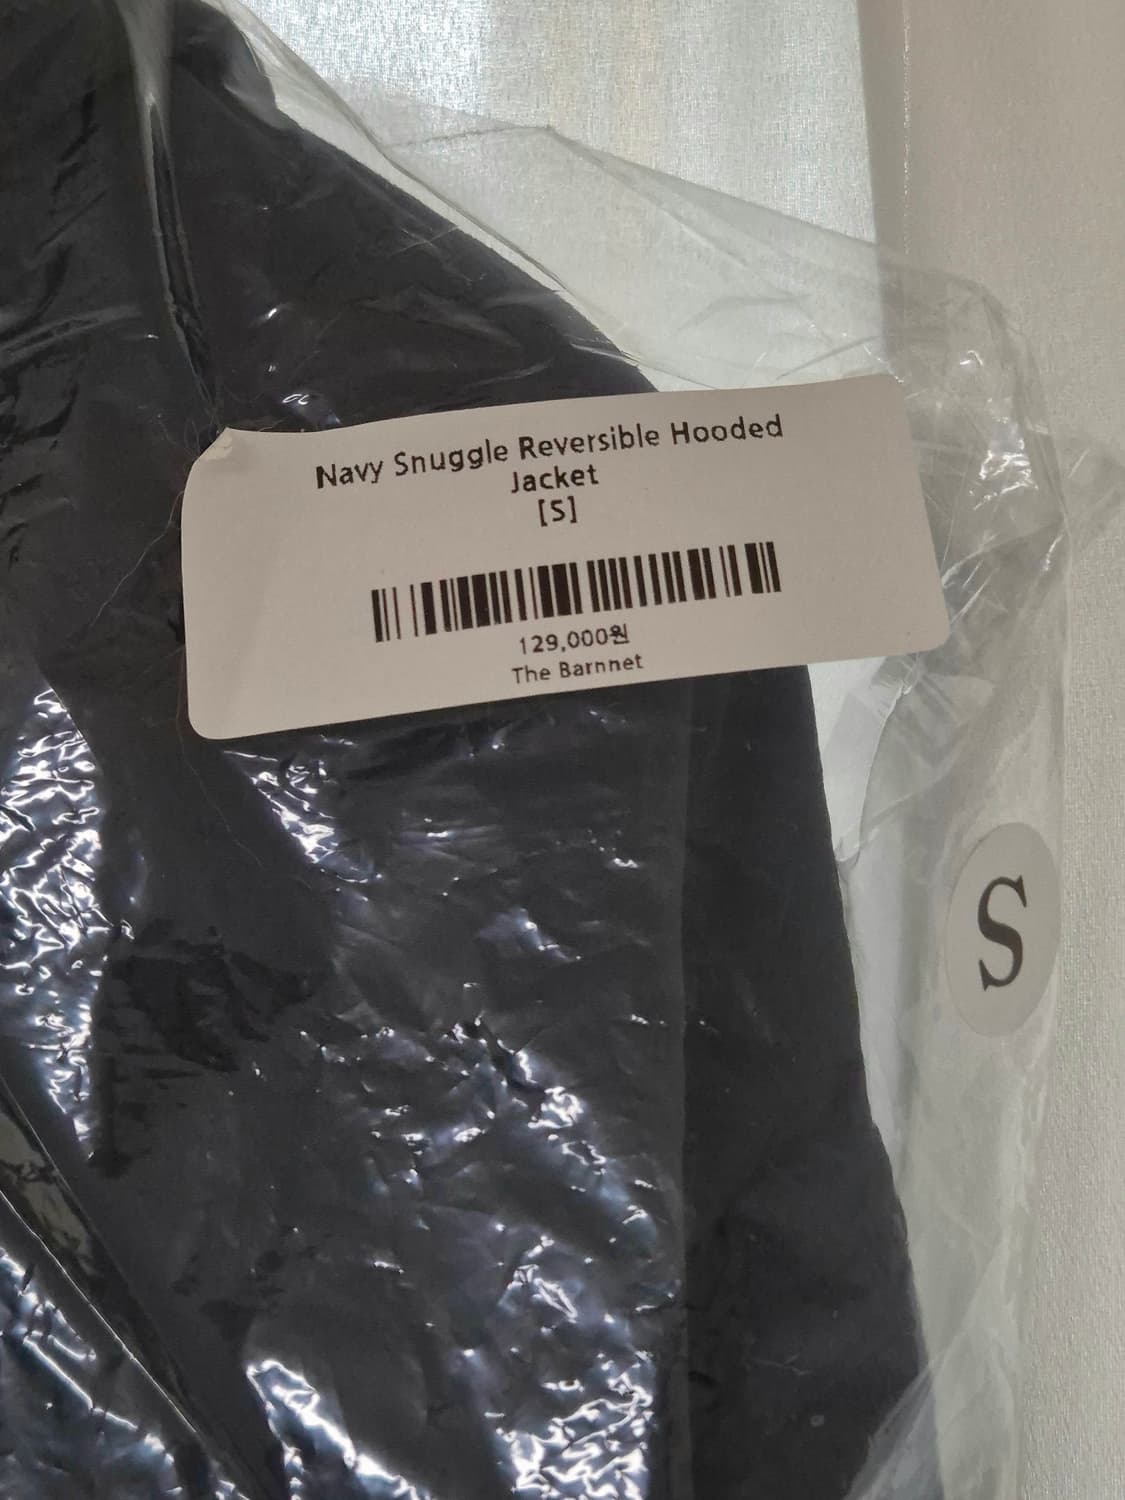 Navy Snuggle Reversible Hooded
Jacket
[S]
129,000원
The Barnnet
S